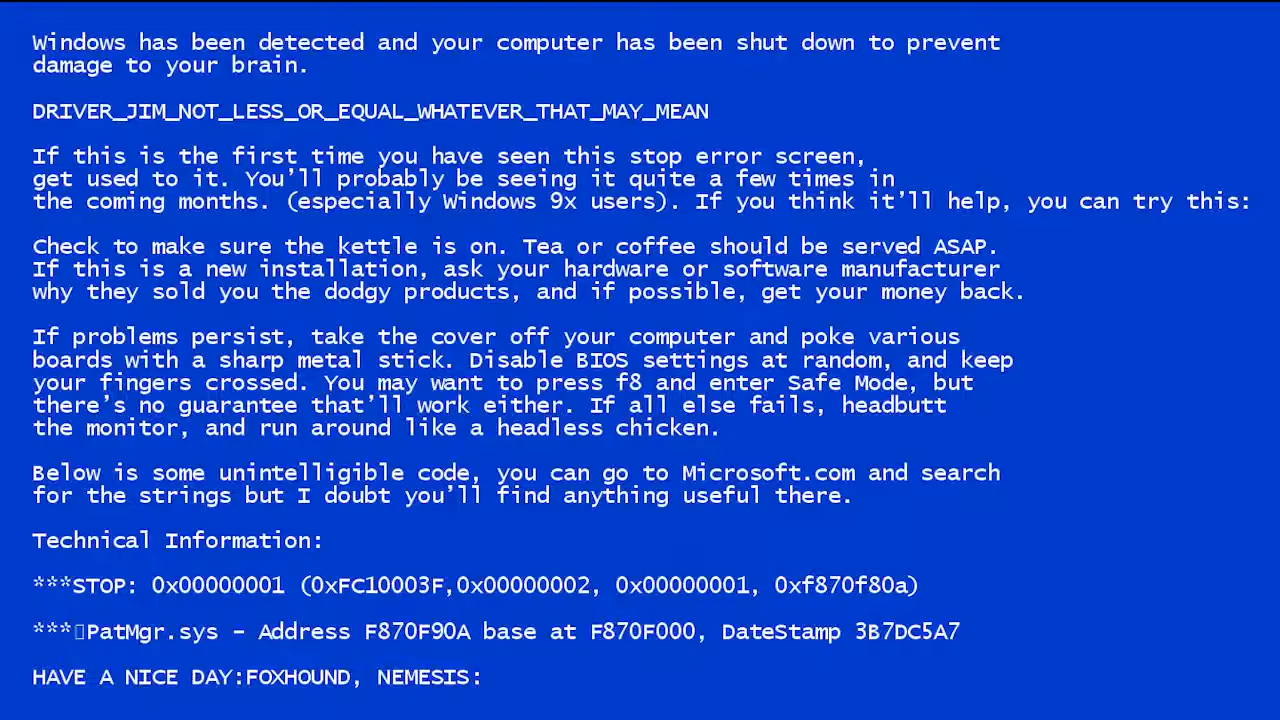 Windows has been detected and your computer has been shut down to prevent
damage to your brain.
DRIVER_JIM_NOT_LESS_OR_EQUAL_WHATEVER_THAT_MAY_MEAN
If this is the first time you have seen this stop error screen,
get used to it. You’ll probably be seeing it quite a few times in
the coming months. (especially Windows 9x users). If you think it’ll help, you can try this:
Check to make sure the kettle is on. Tea or coffee should be served ASAP.
If this is a new installation, ask your hardware or software manufacturer
why they sold you the dodgy products, and if possible, get your money back.
If problems persist, take the cover off your computer and poke various
boards with a sharp metal stick. Disable BIOS settings at random, and keep
your fingers crossed. You may want to press f8 and enter Safe Mode, but
there’s no guarantee that’ll work either. If all else fails, headbutt
the monitor, and run around like a headless chicken.
Below is some unintelligible code, you can go to Microsoft.com and search
for the strings but I doubt you’ll find anything useful there.
Technical Information:
***STOP: 0x00000001 (0xFC10003F,0x00000002, 0x00000001, 0xf870f80a)
***▯PatMgr.sys – Address F870F90A base at F870F000, DateStamp 3B7DC5A7
HAVE A NICE DAY:FOXHOUND, NEMESIS: